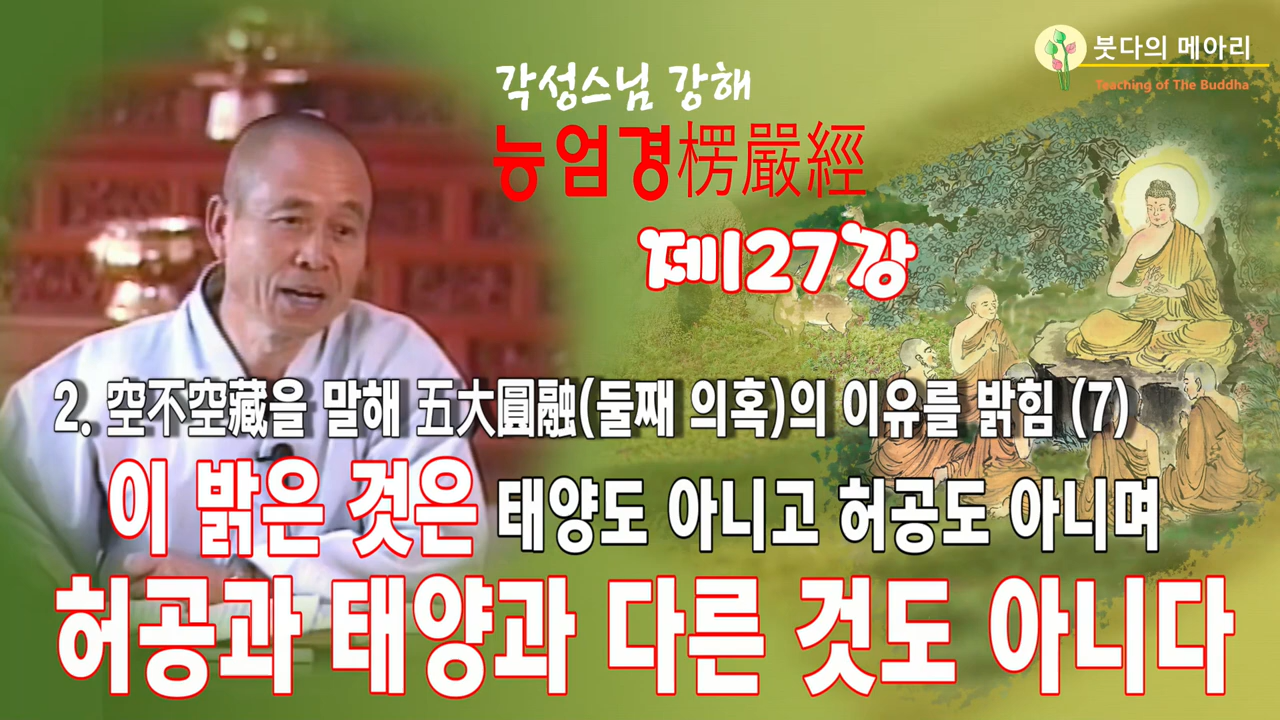 붓다의 메아리
Teaching of The Buddha
각성스님 강해
능엄경楞嚴經
제127강
2. 空不空藏을 말해 五大圓融(둘째 의혹)의 이유를 밝힘 (7)
이 밝은 것은 태양도 아니고 허공도 아니며
허공과 태양과 다른 것도 아니다